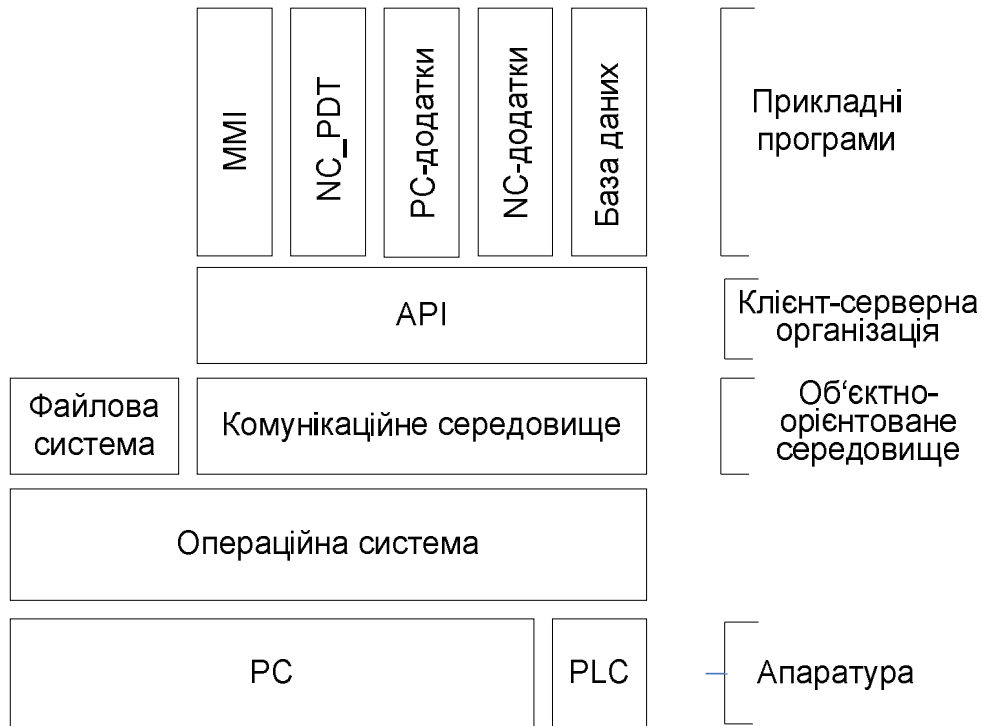 MMI
NC_PDT
PC-додатки
NC-додатки
База даних
Прикладні
програми
API
Клієнт-серверна
організація
Файлова
система
Комунікаційне середовище
Об‘єктно-
орієнтоване
середовище
Операційна система
PC
PLC
Апаратура